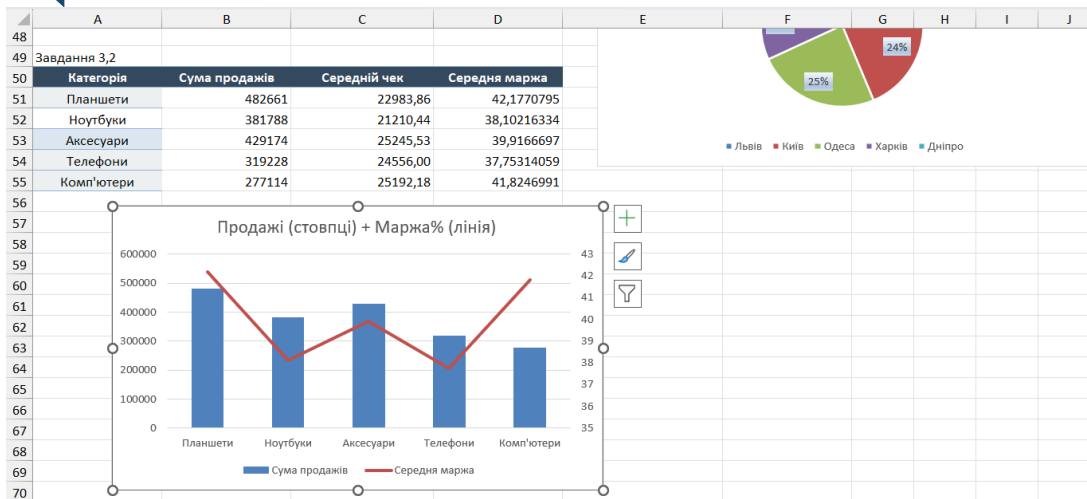 A B C D E F G H I J
48
49 Завдання 3,2
50 Категорія Сума продажів Середній чек Середня маржа
51 Планшети 482661 22983,86 42,1770795
52 Ноутбуки 381788 21210,44 38,10216334
53 Аксесуари 429174 25245,53 39,9166697
54 Телефони 319228 24556,00 37,75314059
55 Комп'ютери 277114 25192,18 41,8246991
24%
25%
Львів Київ Одеса Харків Дніпро
56
57
58
59
60
61
62
63
64
65
66
67
68
69
70
Продажі (стовпці) + Маржа% (лінія)
600000
500000
400000
300000
200000
100000
0
43
42
41
40
39
38
37
36
35
Планшети Ноутбуки Аксесуари Телефони Комп'ютери
Сума продажів Середня маржа